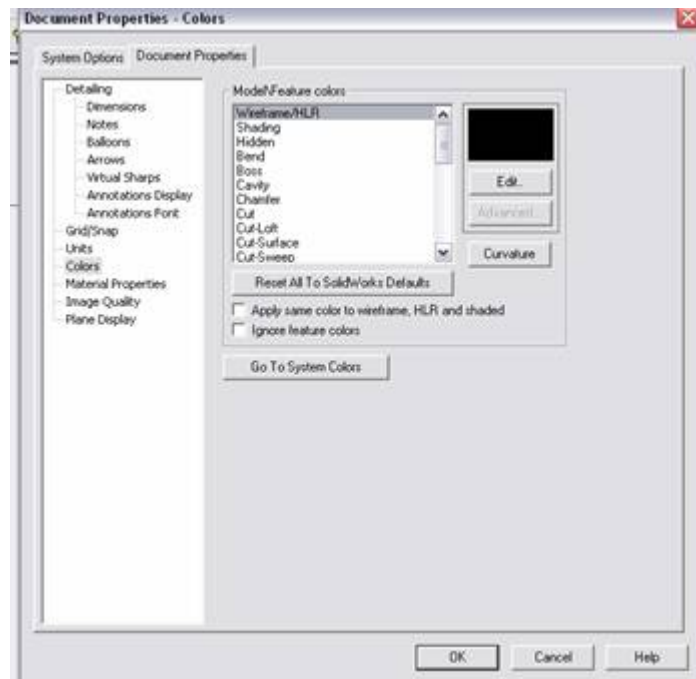 Document Properties - Colors
System Options Document Properties
Detailing
Dimensions
Notes
Balloons
Arrows
Virtual Sharps
Annotations Display
Annotations Font
Grid/Snap
Units
Colors
Material Properties
Image Quality
Plane Display
Model\Feature colors
Wireframe/HLR
Shading
Hidden
Bend
Boss
Cavity
Chamfer
Cut
Cut-Loft
Cut-Surface
Cut-Sweep
Edit..
Advanced...
Curvature
Reset All To SolidWorks Defaults
Apply same color to wireframe, HLR and shaded
Ignore feature colors
Go To System Colors
OK Cancel Help